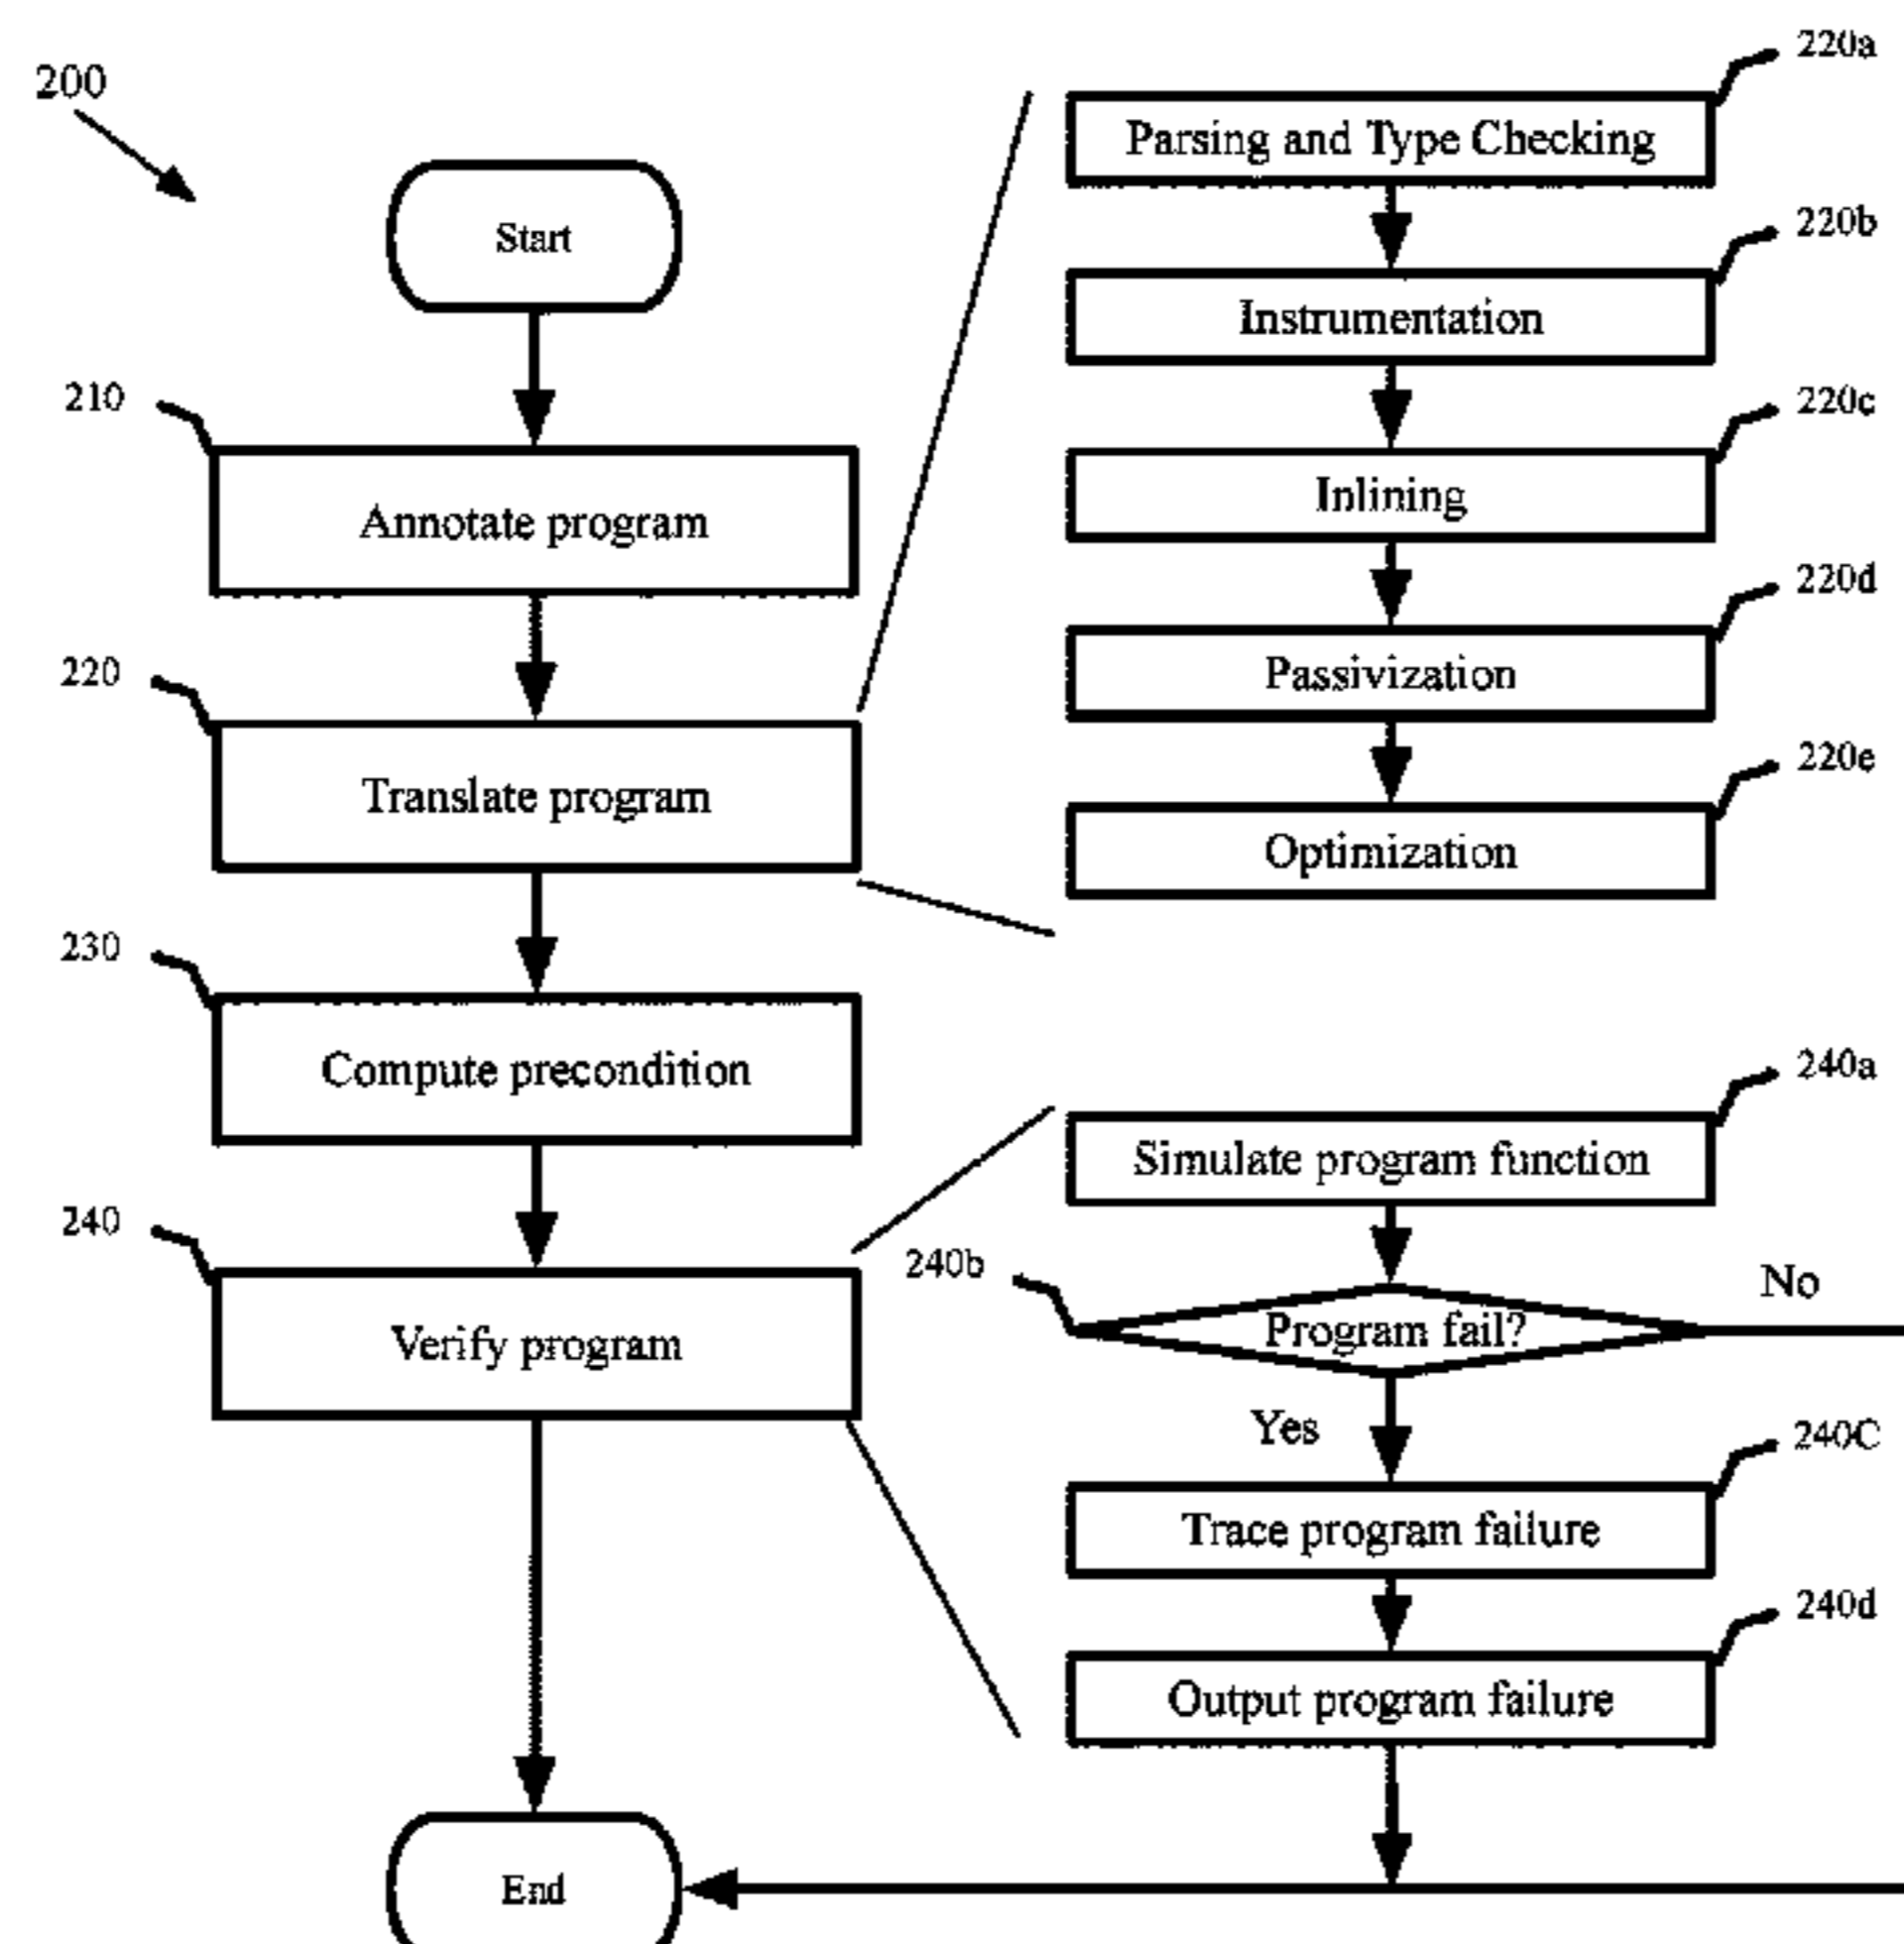 200
Start
210
Annotate program
220
Translate program
230
Compute precondition
240
Verify program
End
220a
Parsing and Type Checking
220b
Instrumentation
220c
Inlining
220d
Passivization
220e
Optimization
240a
Simulate program function
240b
Program fail?
No
Yes
240C
Trace program failure
240d
Output program failure